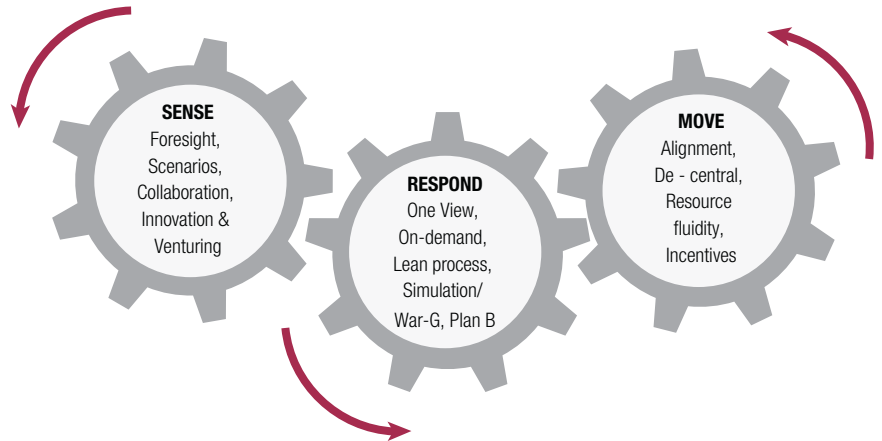 SENSE
Foresight,
Scenarios,
Collaboration,
Innovation &
Venturing
RESPOND
One View,
On-demand,
Lean process,
Simulation/
War-G, Plan B
MOVE
Alignment,
De - central,
Resource
fluidity,
Incentives